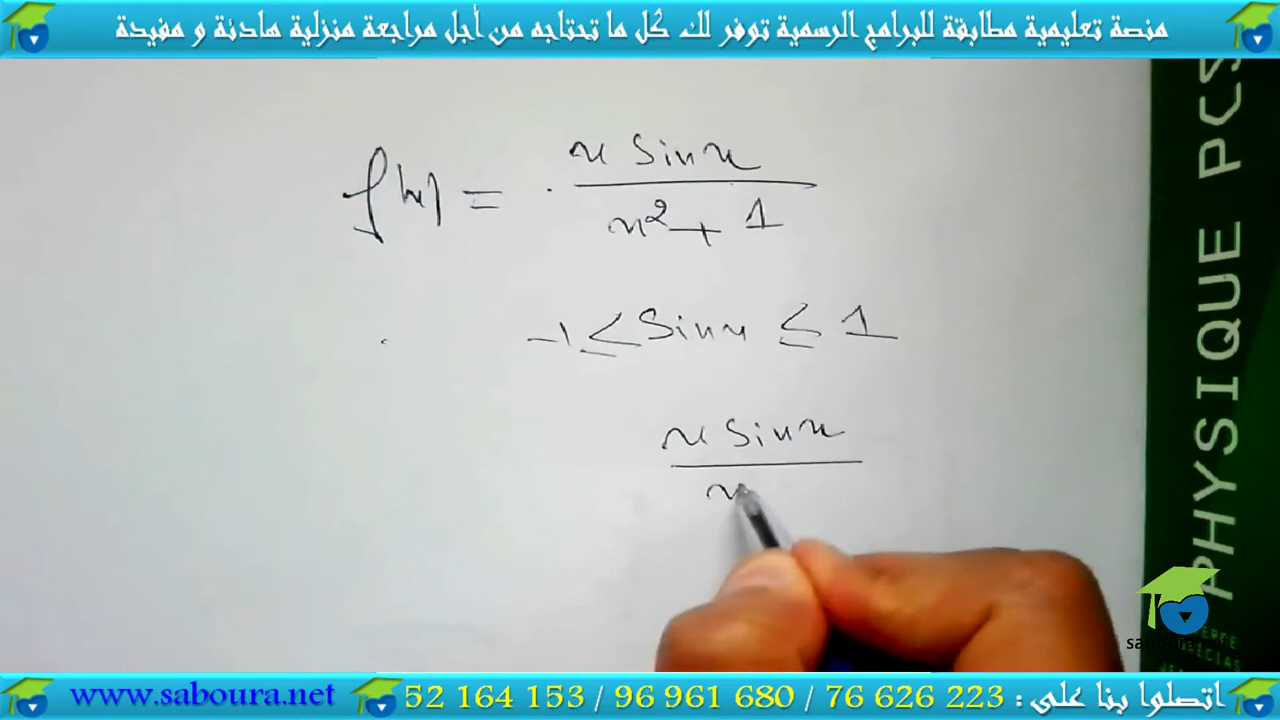 منصة تعليمية مطابقة للبرامج الرسمية توفر لك كل ما تحتاجه من أجل مراجعة منزلية هادئة و مفيدة
f(x) = x sin x / x² + 1
-1 ≤ sin x ≤ 1
x sin x / x
PHYSIQUE PCS
www.saboura.net 52 164 153 / 96 961 680 / 76 626 223 : اتصلوا بنا على